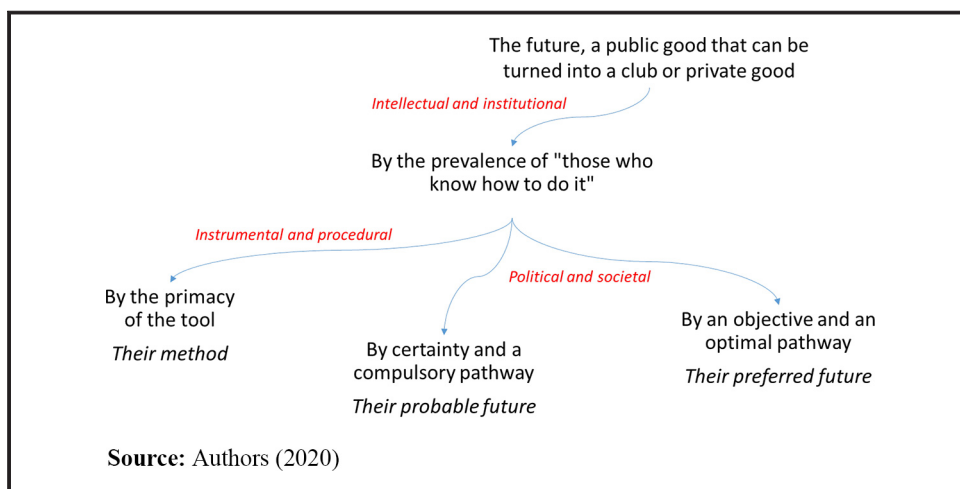 The future, a public good that can be
turned into a club or private good
Intellectual and institutional
By the prevalence of "those who
know how to do it"
Instrumental and procedural
Political and societal
By the primacy
of the tool
Their method
By certainty and a
compulsory pathway
Their probable future
By an objective and an
optimal pathway
Their preferred future
Source: Authors (2020)